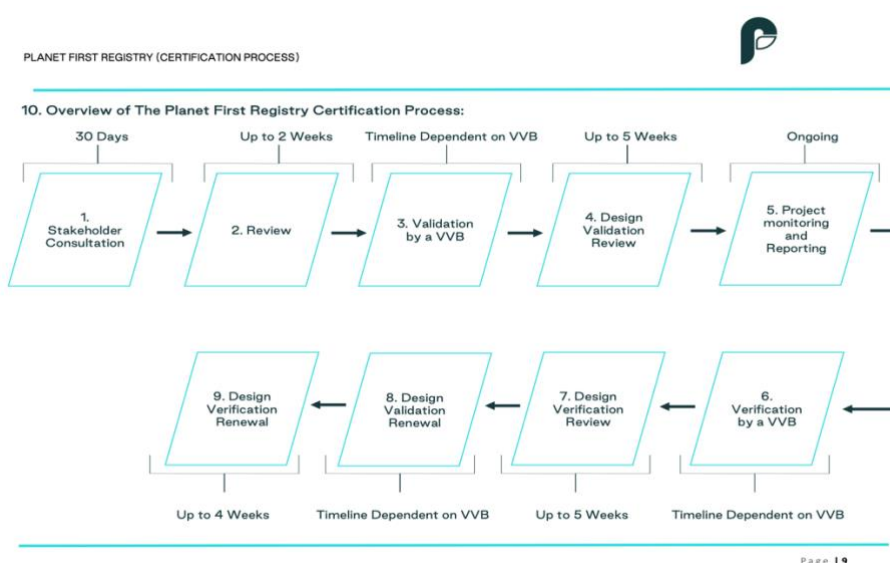 PLANET FIRST REGISTRY (CERTIFICATION PROCESS)
10. Overview of The Planet First Registry Certification Process:
30 Days
Up to 2 Weeks
Timeline Dependent on VVB
Up to 5 Weeks
Ongoing
1.
Stakeholder
Consultation
2. Review
3. Validation
by a VVB
4. Design
Validation
Review
5. Project
monitoring
and
Reporting
9. Design
Verification
Renewal
8. Design
Validation
Renewal
7. Design
Verification
Review
6.
Verification
by a VVB
Up to 4 Weeks
Timeline Dependent on VVB
Up to 5 Weeks
Timeline Dependent on VVB
Page | 9